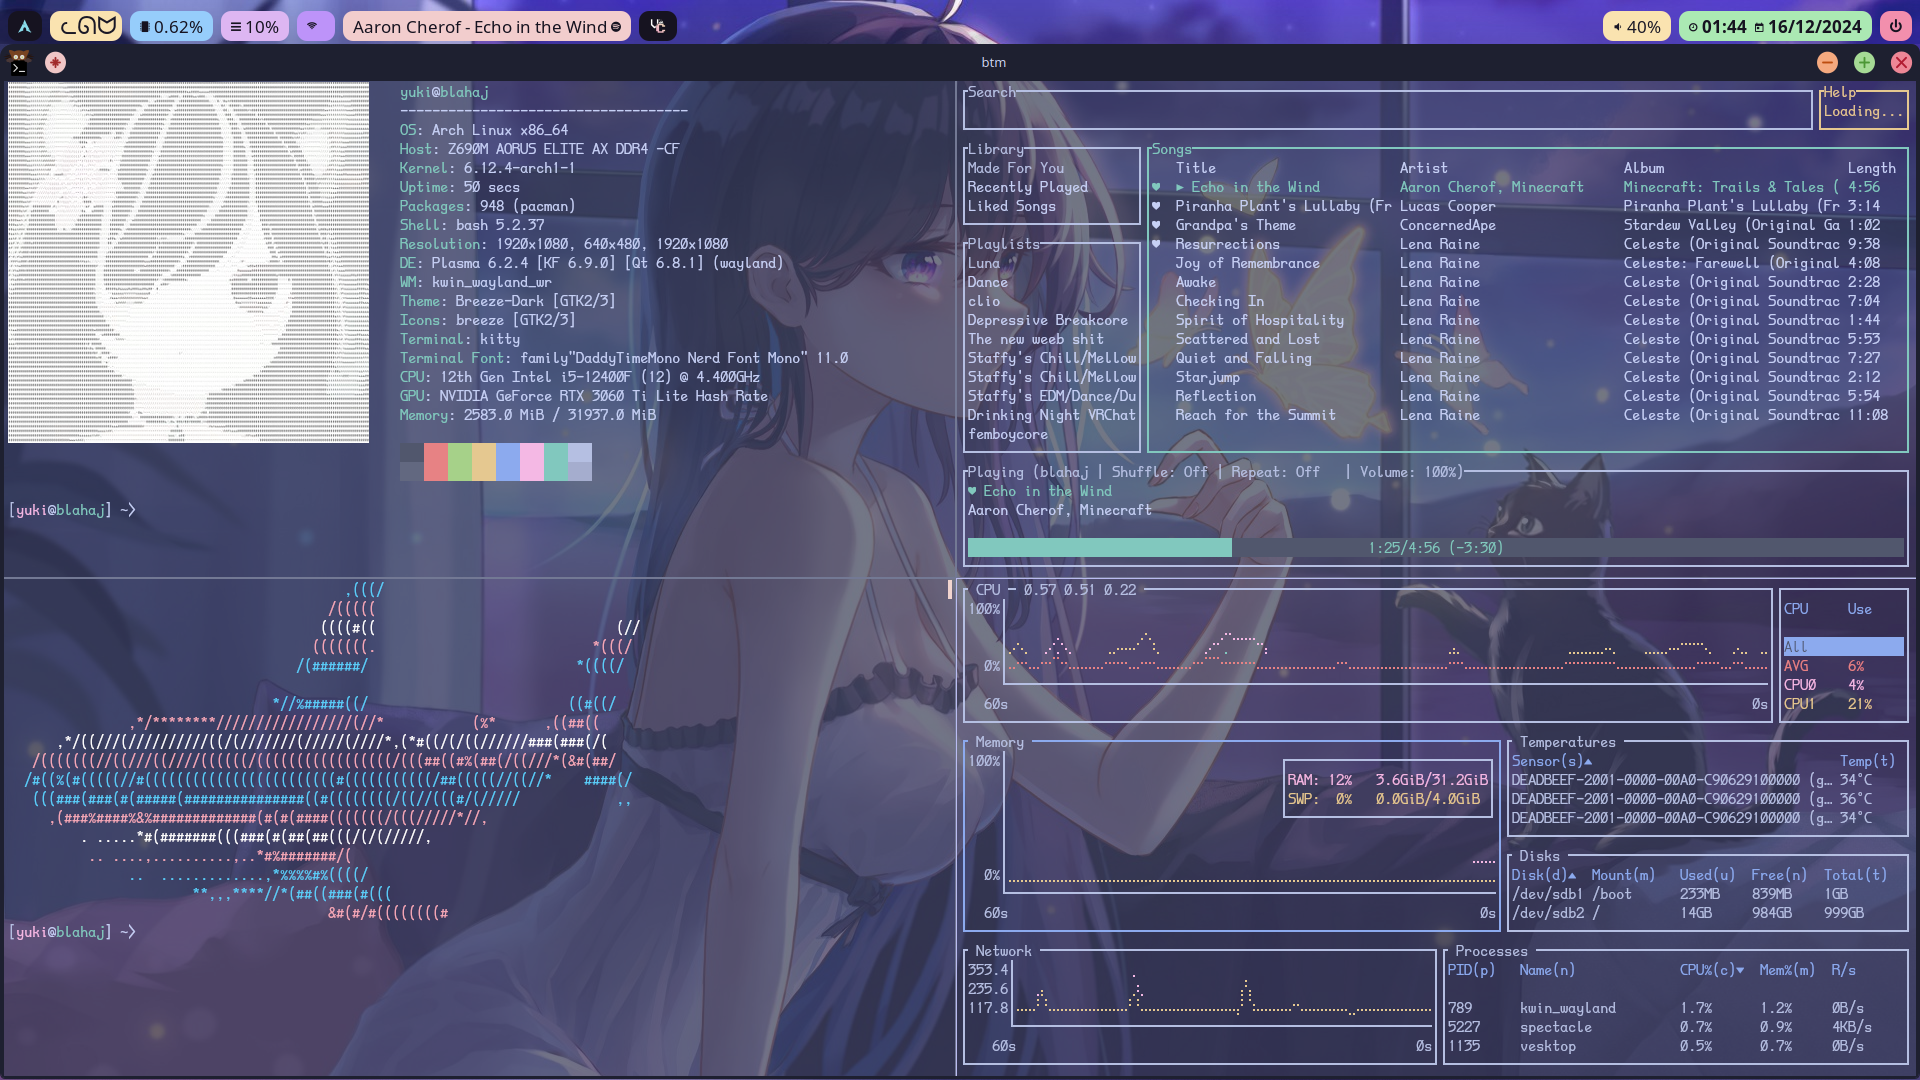 0.62%
10%
Aaron Cherof - Echo in the Wind
40%
01:44 16/12/2024
btm
yuki@blahaj
------------------------------------
OS: Arch Linux x86_64
Host: Z690M AORUS ELITE AX DDR4 -CF
Kernel: 6.12.4-arch1-1
Uptime: 50 secs
Packages: 948 (pacman)
Shell: bash 5.2.37
Resolution: 1920x1080, 640x480, 1920x1080
DE: Plasma 6.2.4 [KF 6.9.0] [Qt 6.8.1] (wayland)
WM: kwin_wayland_wr
Theme: Breeze-Dark [GTK2/3]
Icons: breeze [GTK2/3]
Terminal: kitty
Terminal Font: family"DaddyTimeMono Nerd Font Mono" 11.0
CPU: 12th Gen Intel i5-12400F (12) @ 4.400GHz
GPU: NVIDIA GeForce RTX 3060 Ti Lite Hash Rate
Memory: 2583.0 MiB / 31937.0 MiB
[yuki@blahaj] ~>
[yuki@blahaj] ~>
Search
Help
Loading...
Library
Made For You
Recently Played
Liked Songs
Playlists
Luna
Dance
clio
Depressive Breakcore
The new weeb shit
Staffy's Chill/Mellow
Staffy's Chill/Mellow
Staffy's EDM/Dance/Du
Drinking Night VRChat
femboycore
Songs
Title Artist Album Length
♥ ▶ Echo in the Wind Aaron Cherof, Minecraft Minecraft: Trails & Tales ( 4:56
♥ Piranha Plant's Lullaby (Fr Lucas Cooper Piranha Plant's Lullaby (Fr 3:14
♥ Grandpa's Theme ConcernedApe Stardew Valley (Original Ga 1:02
♥ Resurrections Lena Raine Celeste (Original Soundtrac 9:38
Joy of Remembrance Lena Raine Celeste: Farewell (Original 4:08
Awake Lena Raine Celeste (Original Soundtrac 2:28
Checking In Lena Raine Celeste (Original Soundtrac 7:04
Spirit of Hospitality Lena Raine Celeste (Original Soundtrac 1:44
Scattered and Lost Lena Raine Celeste (Original Soundtrac 5:53
Quiet and Falling Lena Raine Celeste (Original Soundtrac 7:27
Starjump Lena Raine Celeste (Original Soundtrac 2:12
Reflection Lena Raine Celeste (Original Soundtrac 5:54
Reach for the Summit Lena Raine Celeste (Original Soundtrac 11:08
Playing (blahaj | Shuffle: Off | Repeat: Off | Volume: 100%)
♥ Echo in the Wind
Aaron Cherof, Minecraft
1:25/4:56 (-3:30)
CPU — 0.57 0.51 0.22
100%
0%
60s 0s
CPU Use
All
AVG 6%
CPU0 4%
CPU1 21%
Memory
100%
RAM: 12% 3.6GiB/31.2GiB
SWP: 0% 0.0GiB/4.0GiB
0%
60s 0s
Temperatures
Sensor(s)▲ Temp(t)
DEADBEEF-2001-0000-00A0-C90629100000 (g… 34°C
DEADBEEF-2001-0000-00A0-C90629100000 (g… 36°C
DEADBEEF-2001-0000-00A0-C90629100000 (g… 34°C
Disks
Disk(d)▲ Mount(m) Used(u) Free(n) Total(t)
/dev/sdb1 /boot 233MB 839MB 1GB
/dev/sdb2 / 14GB 984GB 999GB
Network
353.4
235.6
117.8
60s 0s
Processes
PID(p) Name(n) CPU%(c)▼ Mem%(m) R/s
789 kwin_wayland 1.7% 1.2% 0B/s
5227 spectacle 0.7% 0.9% 4KB/s
1135 vesktop 0.5% 0.7% 0B/s